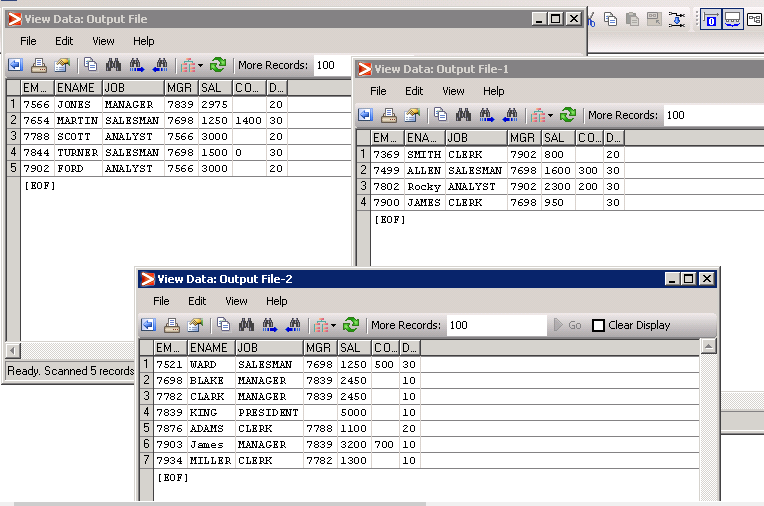 View Data: Output File
File Edit View Help
More Records: 100
EM... ENAME JOB MGR SAL CO... D...
1 7566 JONES MANAGER 7839 2975 20
2 7654 MARTIN SALESMAN 7698 1250 1400 30
3 7788 SCOTT ANALYST 7566 3000 20
4 7844 TURNER SALESMAN 7698 1500 0 30
5 7902 FORD ANALYST 7566 3000 20
[EOF]
Ready. Scanned 5 records
View Data: Output File-1
File Edit View Help
More Records: 100
EM... ENA... JOB MGR SAL CO... D...
1 7369 SMITH CLERK 7902 800 20
2 7499 ALLEN SALESMAN 7698 1600 300 30
3 7802 Rocky ANALYST 7902 2300 200 30
4 7900 JAMES CLERK 7698 950 30
[EOF]
View Data: Output File-2
File Edit View Help
More Records: 100 Go Clear Display
EM... ENAME JOB MGR SAL CO... D...
1 7521 WARD SALESMAN 7698 1250 500 30
2 7698 BLAKE MANAGER 7839 2450 10
3 7782 CLARK MANAGER 7839 2450 10
4 7839 KING PRESIDENT 5000 10
5 7876 ADAMS CLERK 7788 1100 20
6 7903 James MANAGER 7839 3200 700 10
7 7934 MILLER CLERK 7782 1300 10
[EOF]